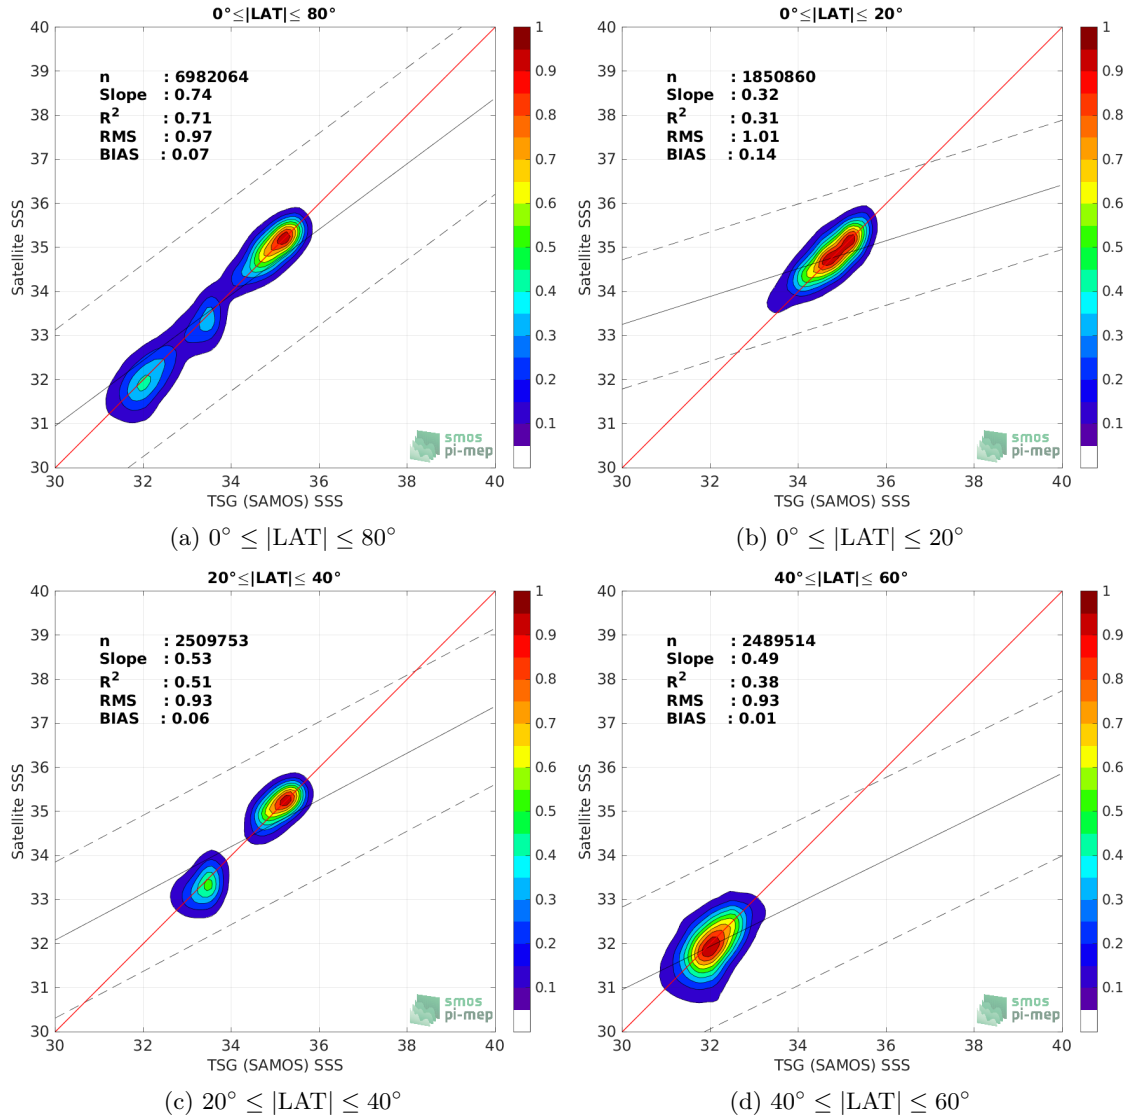 0°≤|LAT|≤ 80°
40
39
38
37
36
35
34
33
32
31
30
Satellite SSS
n : 6982064
Slope : 0.74
R² : 0.71
RMS : 0.97
BIAS : 0.07
smos
pi-mep
30 32 34 36 38 40
TSG (SAMOS) SSS
1
0.9
0.8
0.7
0.6
0.5
0.4
0.3
0.2
0.1
(a) 0° ≤ |LAT| ≤ 80°
0°≤|LAT|≤ 20°
40
39
38
37
36
35
34
33
32
31
30
Satellite SSS
n : 1850860
Slope : 0.32
R² : 0.31
RMS : 1.01
BIAS : 0.14
smos
pi-mep
30 32 34 36 38 40
TSG (SAMOS) SSS
1
0.9
0.8
0.7
0.6
0.5
0.4
0.3
0.2
0.1
(b) 0° ≤ |LAT| ≤ 20°
20°≤|LAT|≤ 40°
40
39
38
37
36
35
34
33
32
31
30
Satellite SSS
n : 2509753
Slope : 0.53
R² : 0.51
RMS : 0.93
BIAS : 0.06
smos
pi-mep
30 32 34 36 38 40
TSG (SAMOS) SSS
1
0.9
0.8
0.7
0.6
0.5
0.4
0.3
0.2
0.1
(c) 20° ≤ |LAT| ≤ 40°
40°≤|LAT|≤ 60°
40
39
38
37
36
35
34
33
32
31
30
Satellite SSS
n : 2489514
Slope : 0.49
R² : 0.38
RMS : 0.93
BIAS : 0.01
smos
pi-mep
30 32 34 36 38 40
TSG (SAMOS) SSS
1
0.9
0.8
0.7
0.6
0.5
0.4
0.3
0.2
0.1
(d) 40° ≤ |LAT| ≤ 60°